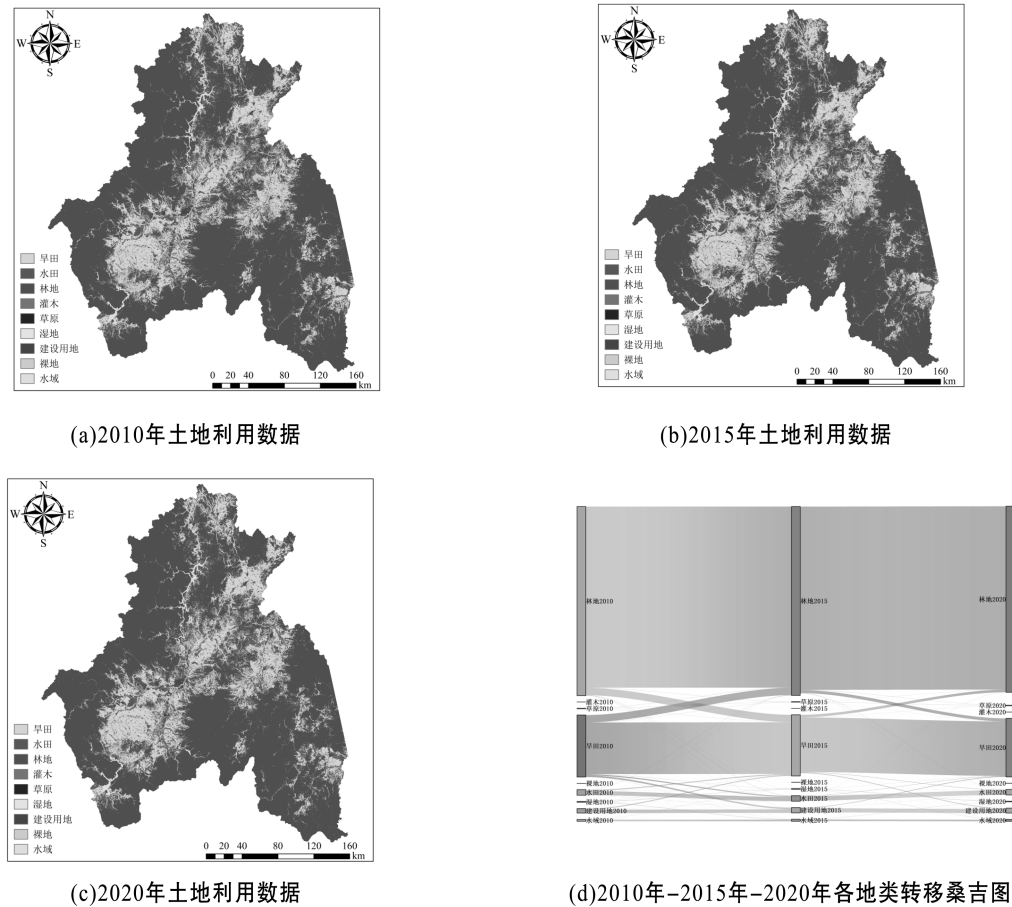 N
W E
S
旱田
水田
林地
灌木
草原
湿地
建设用地
裸地
水域
0 20 40 80 120 160
km
(a)2010年土地利用数据
N
W E
S
旱田
水田
林地
灌木
草原
湿地
建设用地
裸地
水域
0 20 40 80 120 160
km
(b)2015年土地利用数据
N
W E
S
旱田
水田
林地
灌木
草原
湿地
建设用地
裸地
水域
0 20 40 80 120 160
km
(c)2020年土地利用数据
林地2010 林地2015 林地2020
灌木2010 草原2015 草原2020
草原2010 灌木2015 灌木2020
旱田2010 旱田2015 旱田2020
裸地2010 裸地2015 裸地2020
水田2010 湿地2015 水田2020
湿地2010 水田2015 湿地2020
建设用地2010 建设用地2015 建设用地2020
水域2010 水域2015 水域2020
(d)2010年-2015年-2020年各地类转移桑吉图